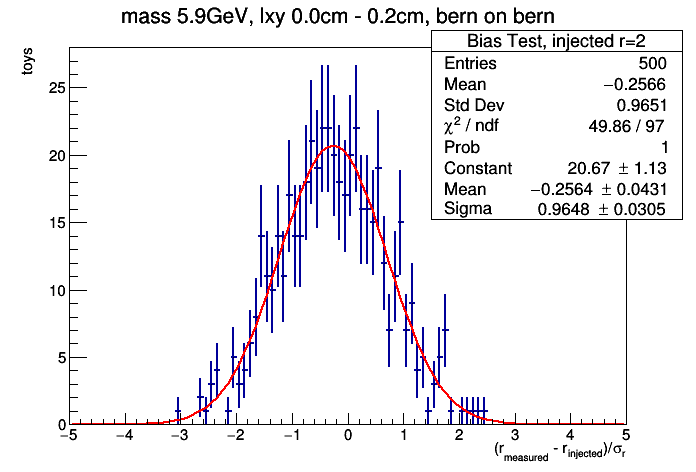 mass 5.9GeV, lxy 0.0cm - 0.2cm, bern on bern
toys
Bias Test, injected r=2
Entries 500
Mean −0.2566
Std Dev 0.9651
χ² / ndf 49.86 / 97
Prob 1
Constant 20.67 ± 1.13
Mean −0.2564 ± 0.0431
Sigma 0.9648 ± 0.0305
25
20
15
10
5
0
−5 −4 −3 −2 −1 0 1 2 3 4 5
(r_measured - r_injected)/σ_r